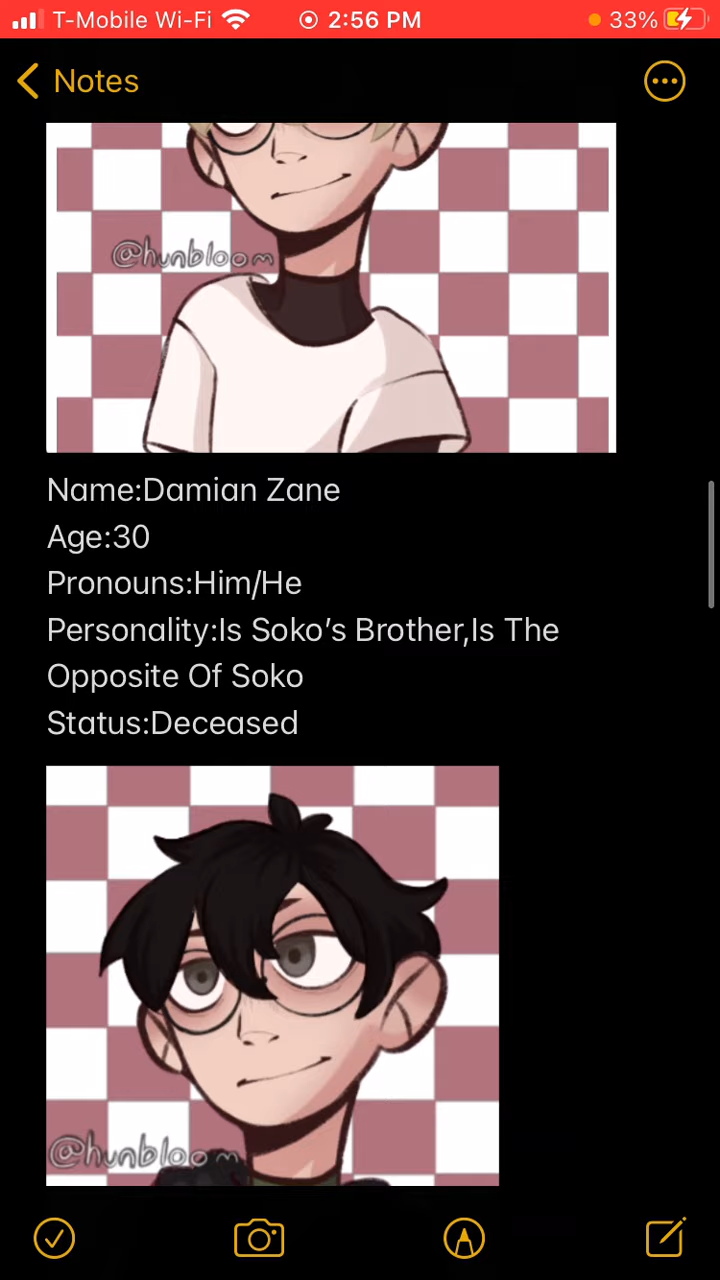 T-Mobile Wi-Fi 2:56 PM 33%
Notes
@hunbloom
Name:Damian Zane
Age:30
Pronouns:Him/He
Personality:Is Soko’s Brother,Is The
Opposite Of Soko
Status:Deceased
@hunbloom